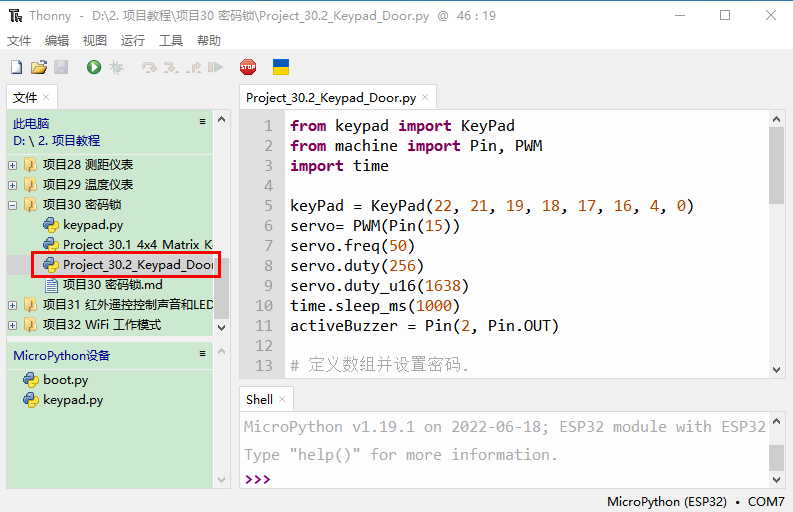 Thonny - D:\2. 项目教程\项目30 密码锁\Project_30.2_Keypad_Door.py @ 46 : 19
文件 编辑 视图 运行 工具 帮助
文件 ×
此电脑
D: \ 2. 项目教程
项目28 测距仪表
项目29 温度仪表
项目30 密码锁
keypad.py
Project 30.1 4x4 Matrix K
Project_30.2_Keypad_Door
项目30 密码锁.md
项目31 红外遥控控制声音和LED
项目32 WiFi 工作模式
MicroPython设备
boot.py
keypad.py
Project_30.2_Keypad_Door.py ×
1 from keypad import KeyPad
2 from machine import Pin, PWM
3 import time
4
5 keyPad = KeyPad(22, 21, 19, 18, 17, 16, 4, 0)
6 servo= PWM(Pin(15))
7 servo.freq(50)
8 servo.duty(256)
9 servo.duty_u16(1638)
10 time.sleep_ms(1000)
11 activeBuzzer = Pin(2, Pin.OUT)
12
13 # 定义数组并设置密码.
Shell ×
MicroPython v1.19.1 on 2022-06-18; ESP32 module with ESP32
Type "help()" for more information.
>>>
MicroPython (ESP32) • COM7